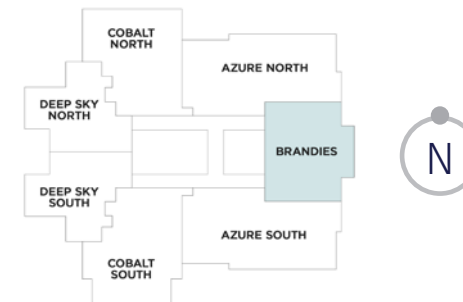 COBALT
NORTH
AZURE NORTH
DEEP SKY
NORTH
BRANDIES
N
DEEP SKY
SOUTH
AZURE SOUTH
COBALT
SOUTH